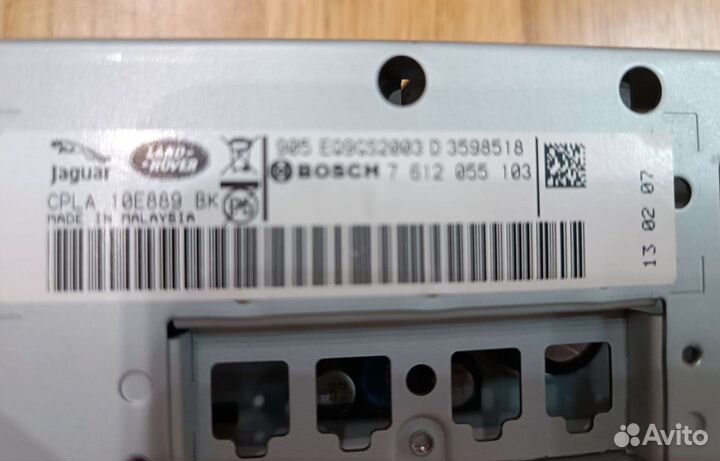 Jaguar
LAND-
ROVER
905 EQ9GS2003 D 3598518
BOSCH 7 612 055 103
CPLA 10E889 BK
MADE IN MALAYSIA
13 02 07
Avito